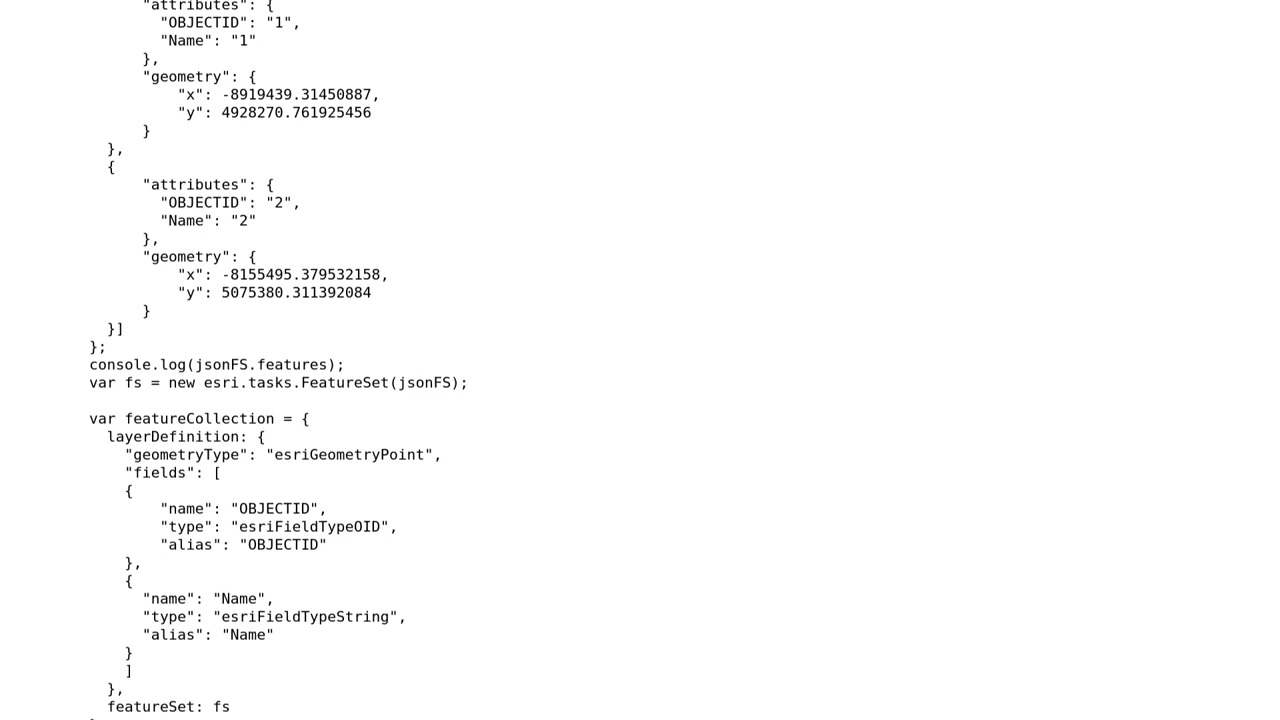 "attributes": {
"OBJECTID": "1",
"Name": "1"
},
"geometry": {
"x": -8919439.31450887,
"y": 4928270.761925456
}
},
{
"attributes": {
"OBJECTID": "2",
"Name": "2"
},
"geometry": {
"x": -8155495.379532158,
"y": 5075380.311392084
}
}]
};
console.log(jsonFS.features);
var fs = new esri.tasks.FeatureSet(jsonFS);
var featureCollection = {
layerDefinition: {
"geometryType": "esriGeometryPoint",
"fields": [
{
"name": "OBJECTID",
"type": "esriFieldTypeOID",
"alias": "OBJECTID"
},
{
"name": "Name",
"type": "esriFieldTypeString",
"alias": "Name"
}
]
},
featureSet: fs